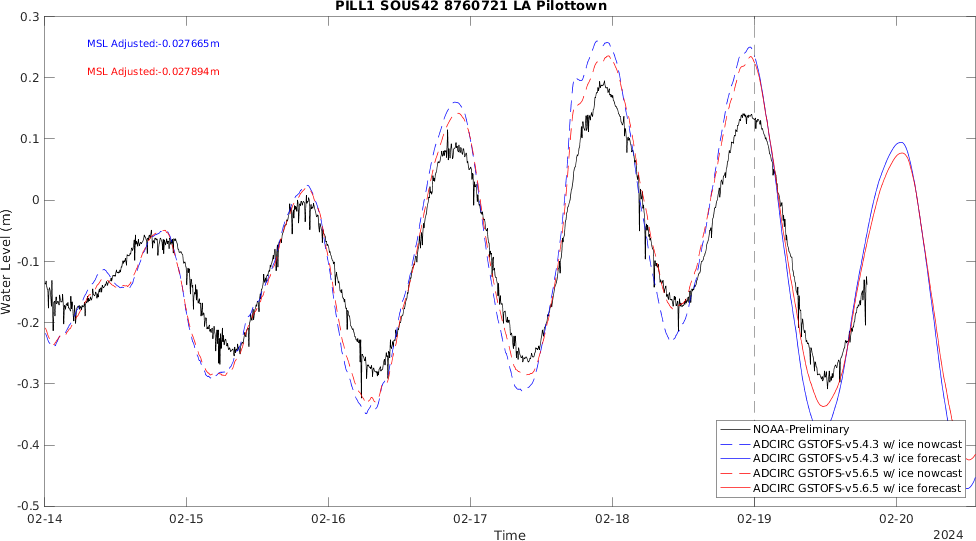 PILL1 SOUS42 8760721 LA Pilottown
MSL Adjusted:-0.027665m
MSL Adjusted:-0.027894m
0.3
0.2
0.1
0
-0.1
-0.2
-0.3
-0.4
-0.5
Water Level (m)
NOAA-Preliminary
ADCIRC GSTOFS-v5.4.3 w/ ice nowcast
ADCIRC GSTOFS-v5.4.3 w/ ice forecast
ADCIRC GSTOFS-v5.6.5 w/ ice nowcast
ADCIRC GSTOFS-v5.6.5 w/ ice forecast
02-14 02-15 02-16 02-17 02-18 02-19 02-20
Time
2024